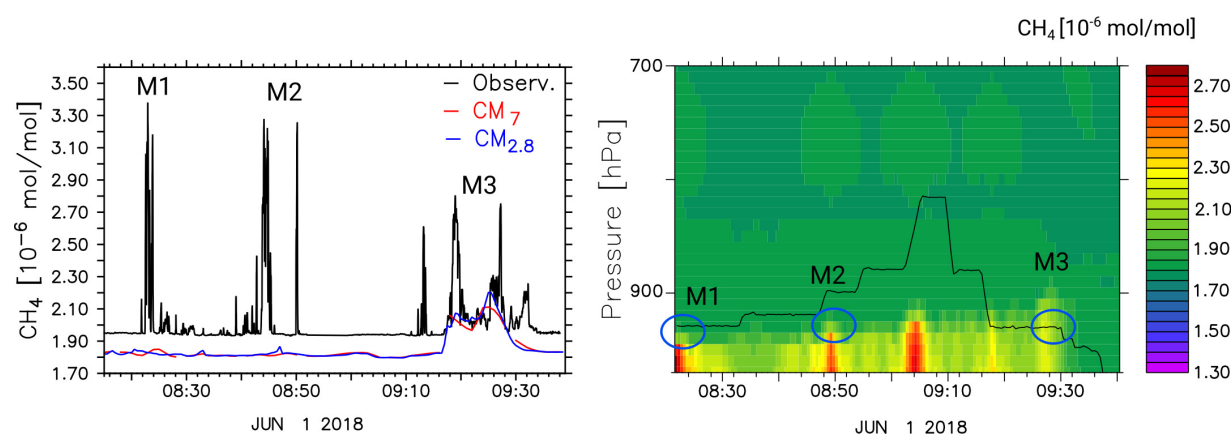 CH₄ [10⁻⁶ mol/mol]
3.50
3.30
3.10
2.90
2.70
2.50
2.30
2.10
1.90
1.70
M1
M2
M3
Observ.
CM₇
CM₂.₈
08:30
08:50
09:10
09:30
JUN 1 2018
CH₄ [10⁻⁶ mol/mol]
Pressure [hPa]
700
900
M1
M2
M3
08:30
08:50
09:10
09:30
JUN 1 2018
2.70
2.50
2.30
2.10
1.90
1.70
1.50
1.30